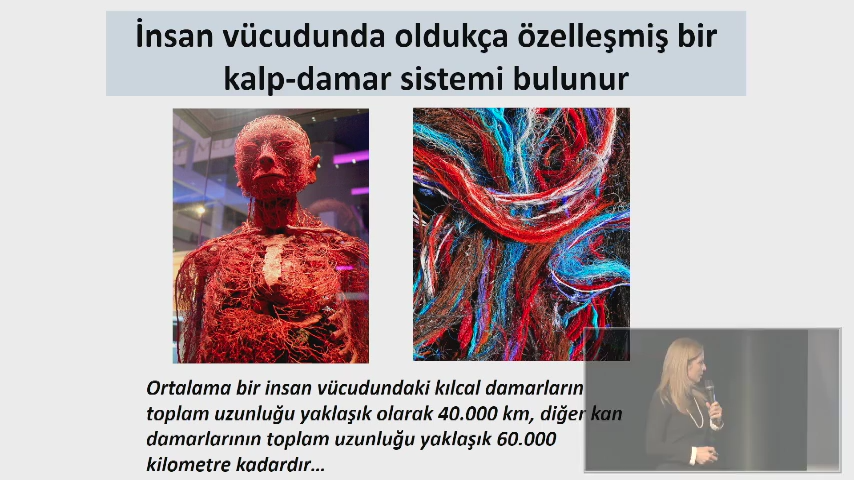 İnsan vücudunda oldukça özelleşmiş bir
kalp-damar sistemi bulunur
Ortalama bir insan vücudundaki kılcal damarların
toplam uzunluğu yaklaşık olarak 40.000 km, diğer kan
damarlarının toplam uzunluğu yaklaşık 60.000
kilometre kadardır...